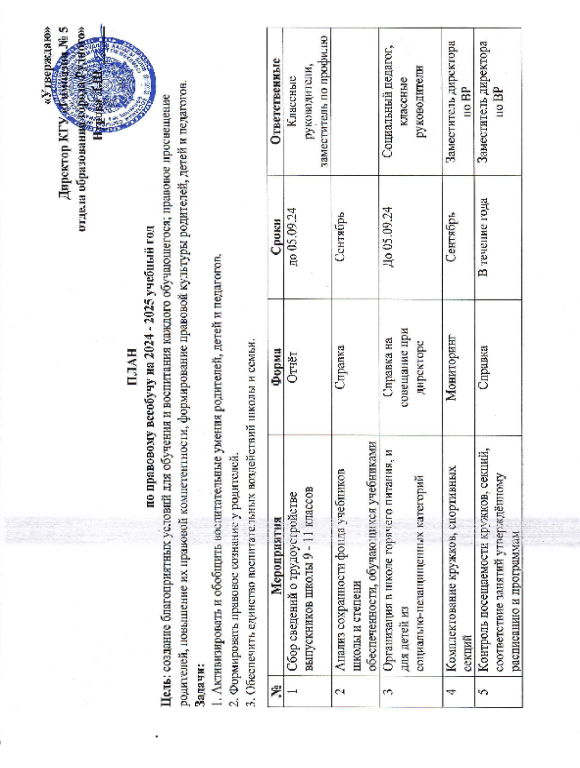 «Утверждаю»
Директор КГУ «Гимназия № 5
отдела образования города Рудного»
ПЛАН
по правовому всеобучу на 2024 - 2025 учебный год
Цель: создание благоприятных условий для обучения и воспитания каждого обучающегося; правовое просвещение
родителей, повышение их правовой компетентности, формирование правовой культуры родителей, детей и педагогов.
Задачи:
1. Активизировать и обобщить воспитательные умения родителей, детей и педагогов.
2. Формировать правовое сознание у родителей.
3. Обеспечить единство воспитательных воздействий школы и семьи.
№ Мероприятия Форма Сроки Ответственные
1 Сбор сведений о трудоустройстве Отчёт до 05.09.24 Классные
выпускников школы 9 - 11 классов руководители,
заместитель по профилю
2 Анализ сохранности фонда учебников Справка Сентябрь
школы и степени
обеспеченности, обучающихся учебниками
3 Организация в школе горячего питания, и Справка на До 05.09.24 Социальный педагог,
для детей из совещание при классные
социально-незащищенных категорий директоре руководители
4 Комплектование кружков, спортивных Мониторинг Сентябрь Заместитель директора
секций по ВР
5 Контроль посещаемости кружков, секций, Справка В течение года Заместитель директора
соответствие занятий утверждённому по ВР
расписанию и программам